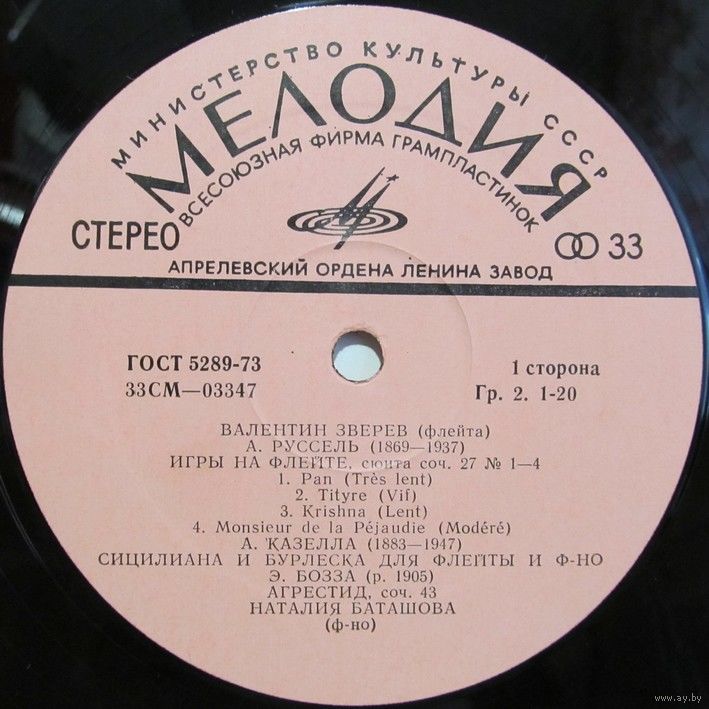 МИНИСТЕРСТВО КУЛЬТУРЫ СССР
МЕЛОДИЯ
ВСЕСОЮЗНАЯ ФИРМА ГРАМПЛАСТИНОК
СТЕРЕО
33
АПРЕЛЕВСКИЙ ОРДЕНА ЛЕНИНА ЗАВОД
ГОСТ 5289-73
1 сторона
33СМ—03347
Гр. 2. 1-20
ВАЛЕНТИН ЗВЕРЕВ (флейта)
А. РУССЕЛЬ (1869—1937)
ИГРЫ НА ФЛЕЙТЕ, сюита соч. 27 № 1—4
1. Pan (Très lent)
2. Tityre (Vif)
3. Krishna (Lent)
4. Monsieur de la Péjaudie (Modéré)
А. КАЗЕЛЛА (1883—1947)
СИЦИЛИАНА И БУРЛЕСКА ДЛЯ ФЛЕЙТЫ И Ф-НО
Э. БОЗЗА (р. 1905)
АГРЕСТИД, соч. 43
НАТАЛИЯ БАТАШОВА
(ф-но)
www.ay.by